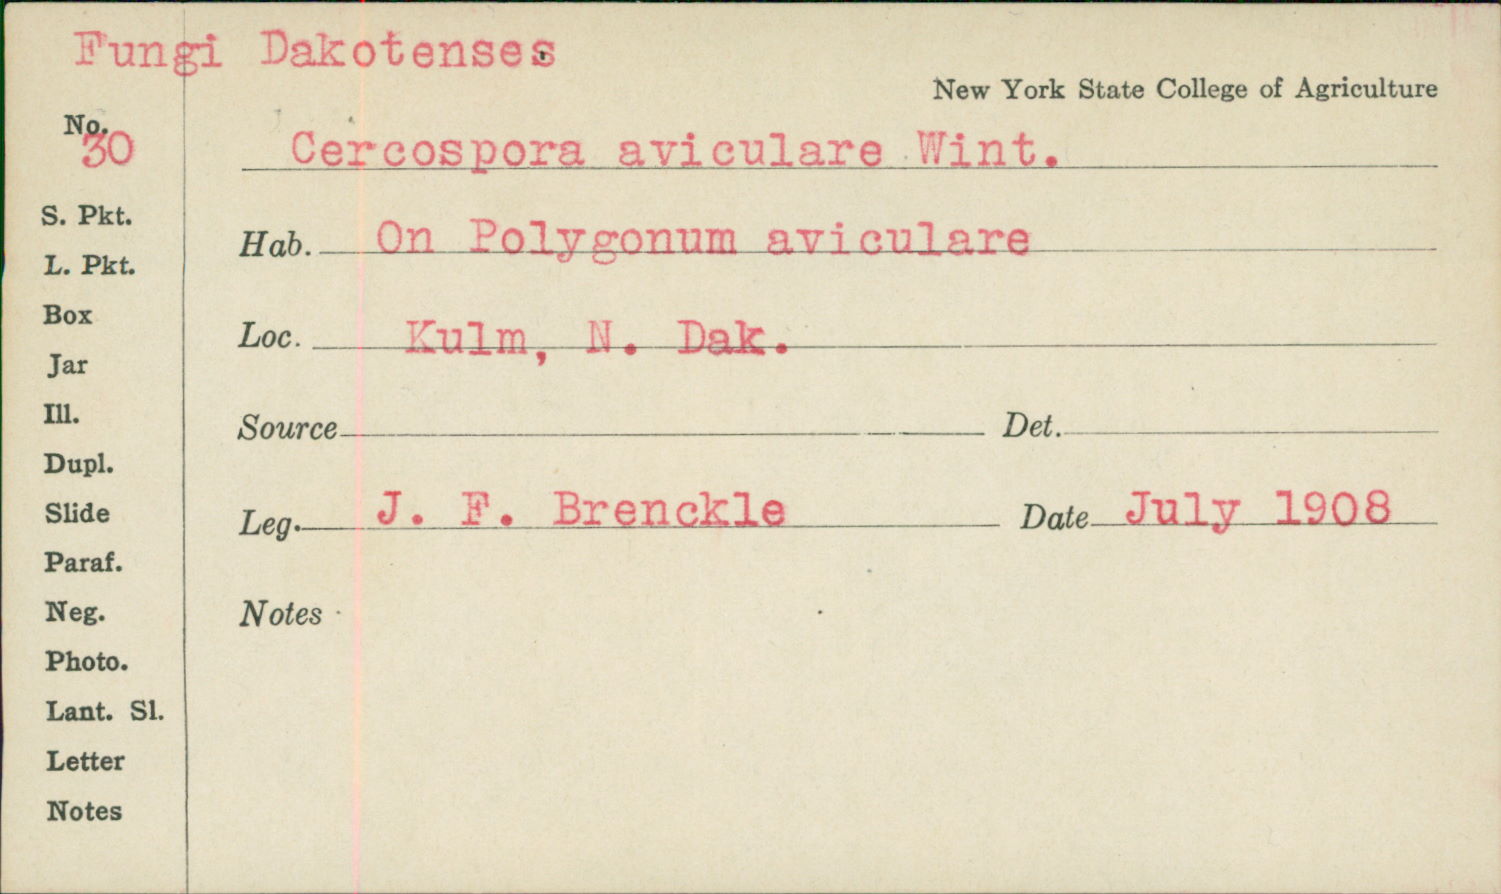 Fungi Dakotenses
New York State College of Agriculture
No. 30
Cercospora aviculare Wint.
S. Pkt.
Hab. On Polygonum aviculare
L. Pkt.
Box
Loc. Kulm, N. Dak.
Jar
Ill.
Source Det.
Dupl.
Slide
Leg. J. F. Brenckle Date July 1908
Paraf.
Neg.
Notes
Photo.
Lant. Sl.
Letter
Notes